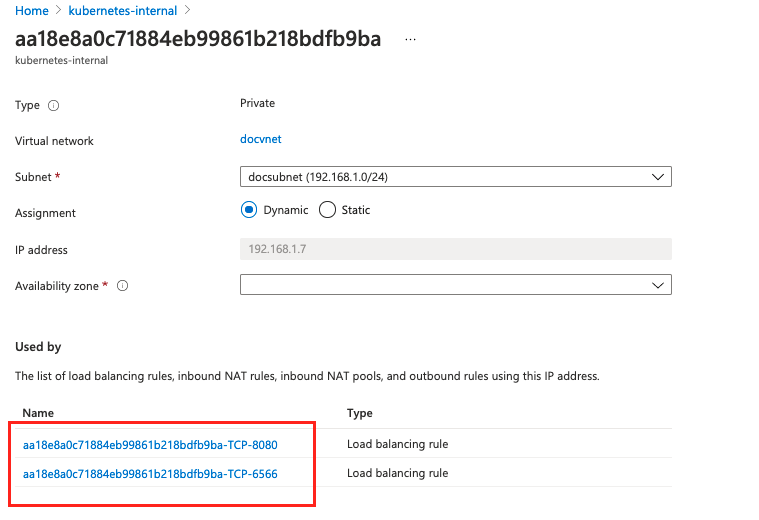 Home > kubernetes-internal >
aa18e8a0c71884eb99861b218bdfb9ba ...
kubernetes-internal
Type Private
Virtual network docvnet
Subnet * docsubnet (192.168.1.0/24)
Assignment Dynamic Static
IP address 192.168.1.7
Availability zone *
Used by
The list of load balancing rules, inbound NAT rules, inbound NAT pools, and outbound rules using this IP address.
Name Type
aa18e8a0c71884eb99861b218bdfb9ba-TCP-8080 Load balancing rule
aa18e8a0c71884eb99861b218bdfb9ba-TCP-6566 Load balancing rule